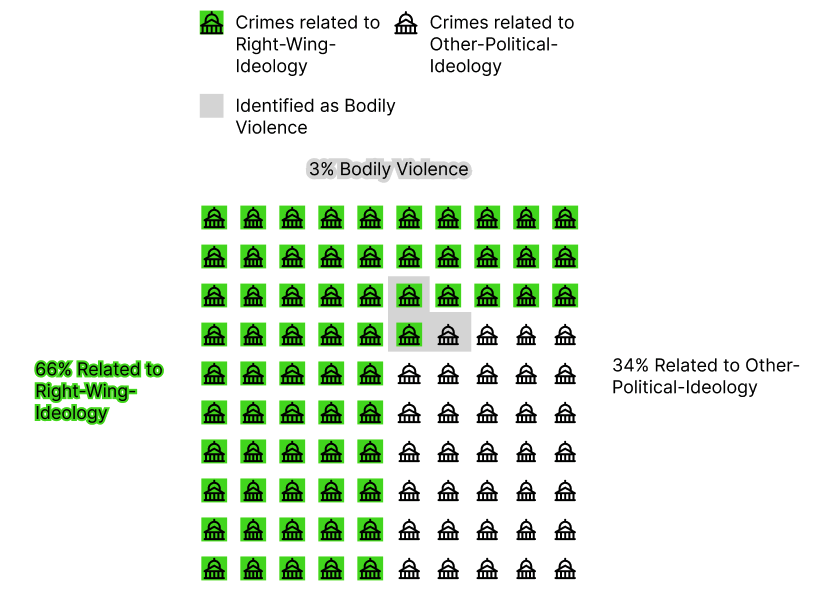 Crimes related to
Right-Wing-
Ideology
Crimes related to
Other-Political-
Ideology
Identified as Bodily
Violence
3% Bodily Violence
66% Related to
Right-Wing-
Ideology
34% Related to Other-
Political-Ideology